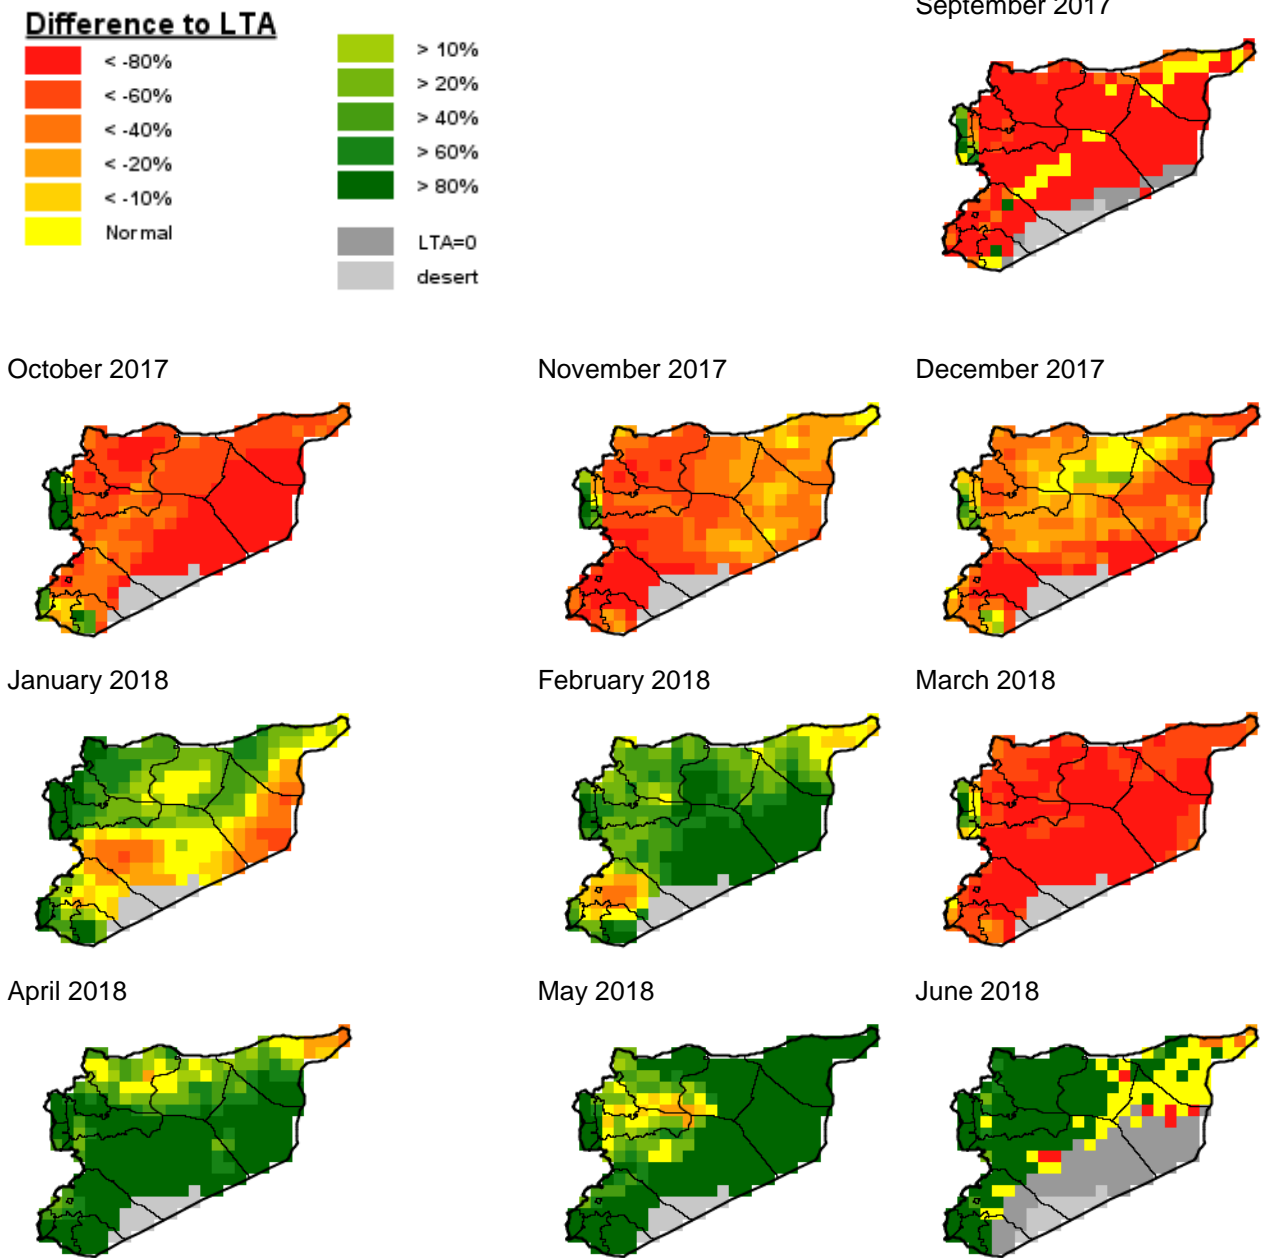 September 2017
Difference to LTA
< -80%
< -60%
< -40%
< -20%
< -10%
Normal
> 10%
> 20%
> 40%
> 60%
> 80%
LTA=0
desert
October 2017
November 2017
December 2017
January 2018
February 2018
March 2018
April 2018
May 2018
June 2018